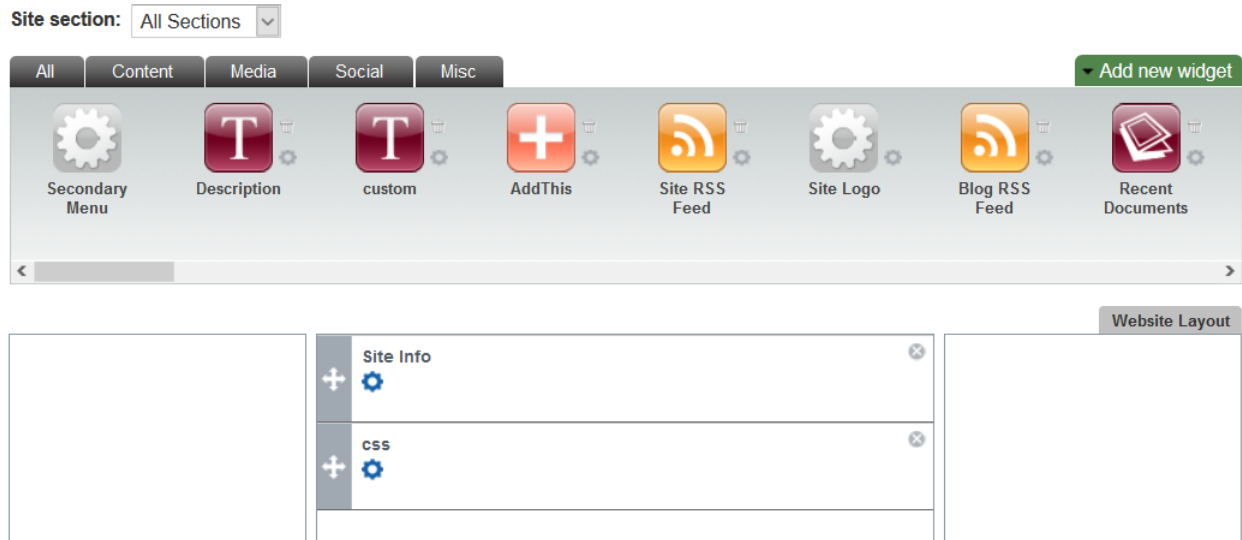 Site section: All Sections
All Content Media Social Misc Add new widget
T T
Secondary Menu
Description
custom
AddThis
Site RSS Feed
Site Logo
Blog RSS Feed
Recent Documents
Website Layout
Site Info
css